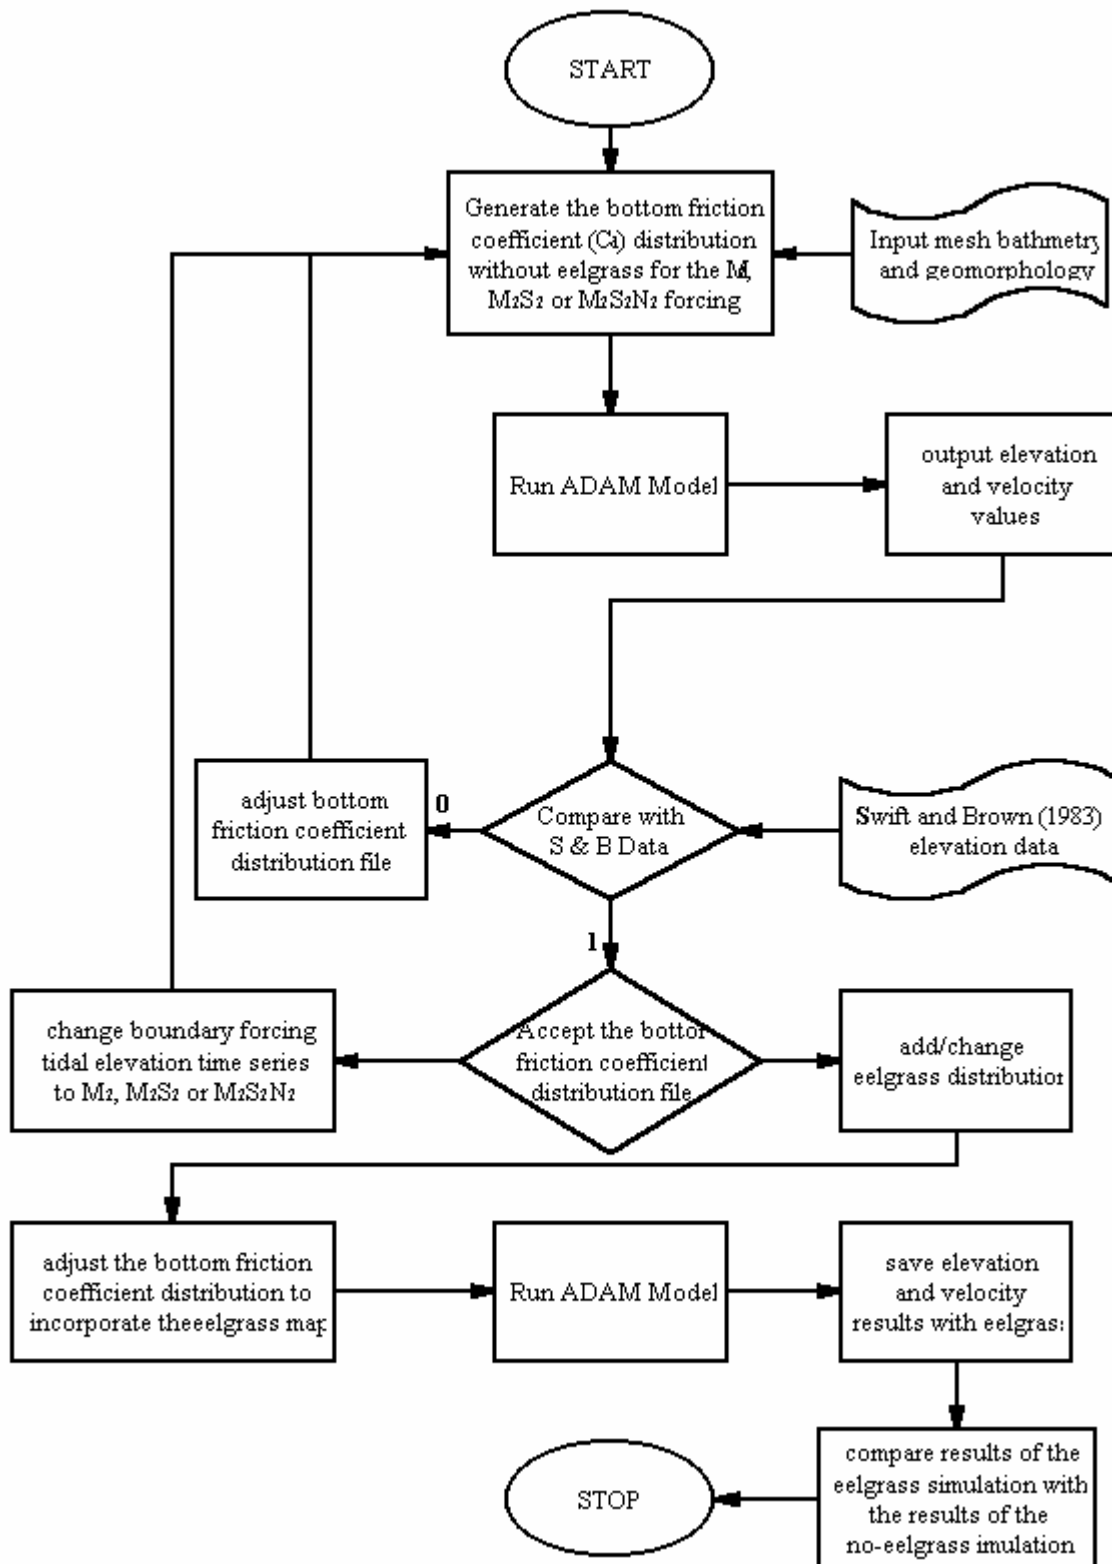 START
Generate the bottom friction
coefficient (Cd) distribution
without eelgrass for the M2,
M2S2 or M2S2N2 forcing
Input mesh bathmetry
and geomorphology
Run ADAM Model
output elevation
and velocity
values
adjust bottom
friction coefficient
distribution file
0
Compare with
S & B Data
Swift and Brown (1983)
elevation data
1
change boundary forcing
tidal elevation time series
to M2, M2S2 or M2S2N2
Accept the bottom
friction coefficient
distribution file
add/change
eelgrass distribution
adjust the bottom friction
coefficient distribution to
incorporate theeelgrass map
Run ADAM Model
save elevation
and velocity
results with eelgrass
compare results of the
eelgrass simulation with
the results of the
no-eelgrass imulation
STOP